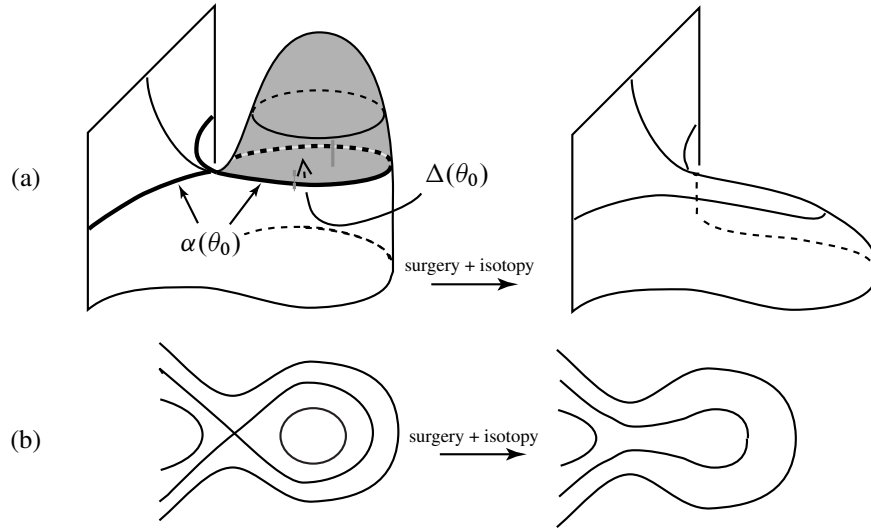 (a)
Δ(θ₀)
α(θ₀)
surgery + isotopy
(b)
surgery + isotopy